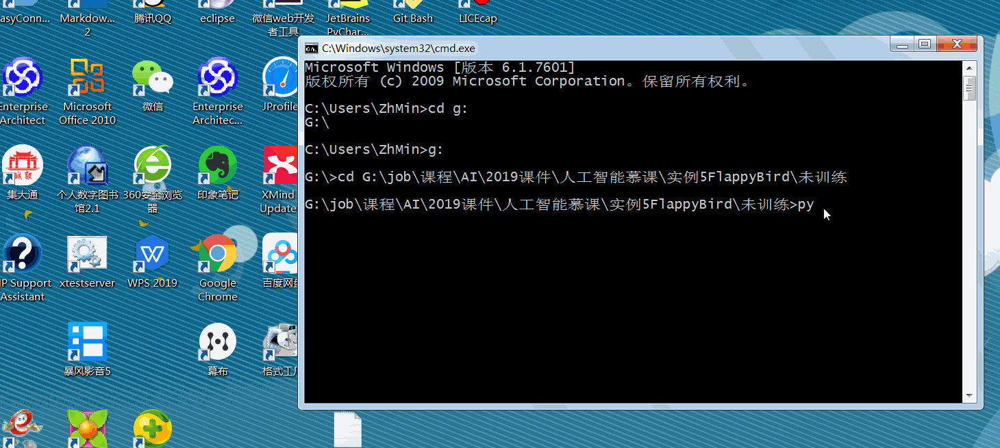 asyConn...
Markdow...
2
腾讯QQ
eclipse
微信web开发
者工具
JetBrains
PyChar...
Git Bash
LICEcap
C:\Windows\system32\cmd.exe
Microsoft Windows [版本 6.1.7601]
版权所有 (c) 2009 Microsoft Corporation。保留所有权利。
C:\Users\ZhMin>cd g:
G:\
C:\Users\ZhMin>g:
G:\>cd G:\job\课程\AI\2019课件\人工智能慕课\实例5FlappyBird\未训练
G:\job\课程\AI\2019课件\人工智能慕课\实例5FlappyBird\未训练>py
Enterprise
Architect
Microsoft
Office 2010
微信
Enterprise
Architec...
JProfile
集大通
个人数字图书
馆2.1
360安全浏览
器
印象笔记
XMind
Update
IP Support
Assistant
xtestserver
WPS 2019
Google
Chrome
百度网盘
暴风影音5
幕布
格式工厂